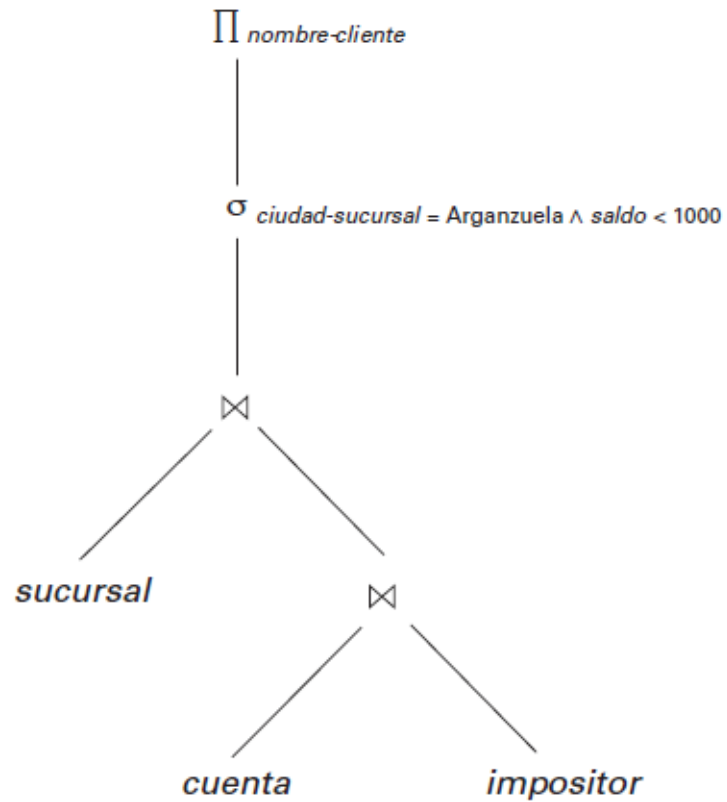 ∏ nombre-cliente
σ ciudad-sucursal = Arganzuela ∧ saldo < 1000
⋈
sucursal
⋈
cuenta impositor